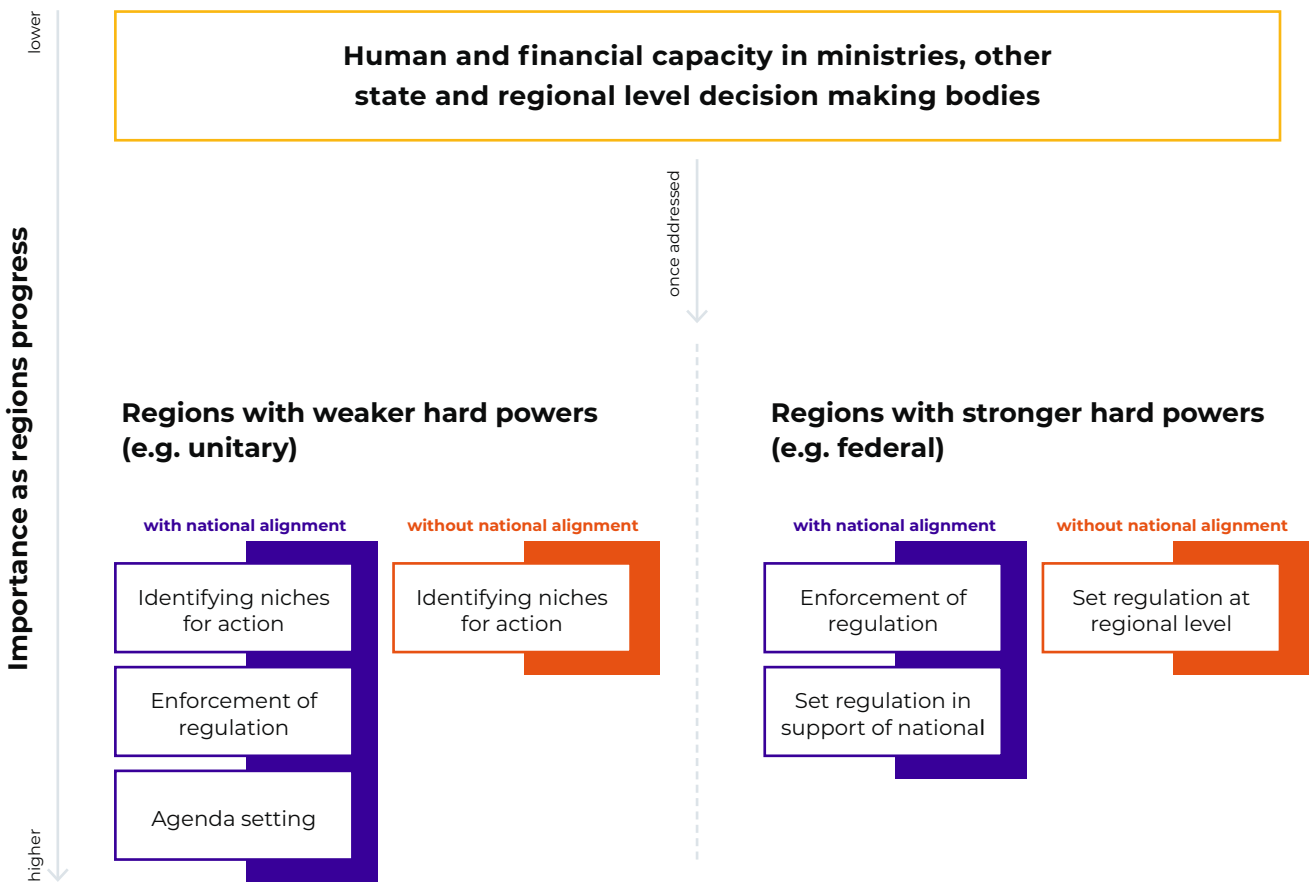 lower
Human and financial capacity in ministries, other
state and regional level decision making bodies
once addressed
Importance as regions progress
Regions with weaker hard powers
(e.g. unitary)
with national alignment
Identifying niches
for action
Enforcement of
regulation
Agenda setting
without national alignment
Identifying niches
for action
Regions with stronger hard powers
(e.g. federal)
with national alignment
Enforcement of
regulation
Set regulation in
support of national
without national alignment
Set regulation at
regional level
higher